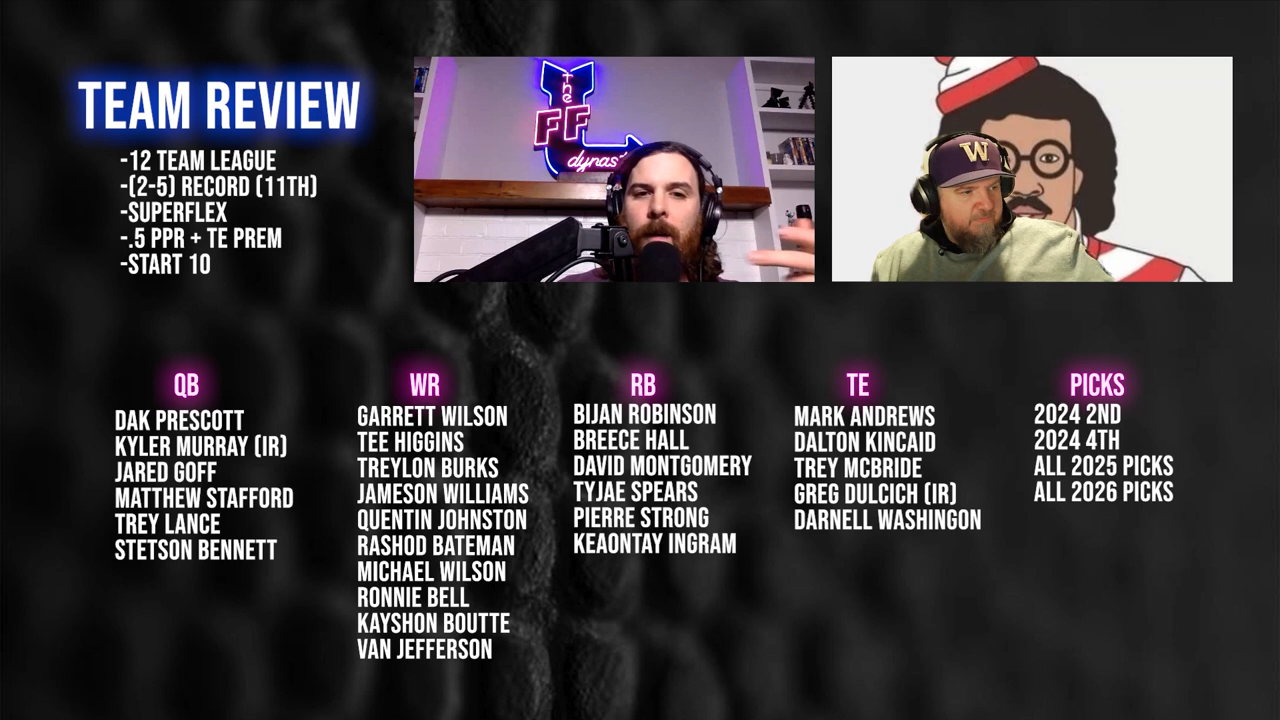 TEAM REVIEW
-12 TEAM LEAGUE
-(2-5) RECORD (11TH)
-SUPERFLEX
-.5 PPR + TE PREM
-START 10
The
FF
dynas
W
QB
DAK PRESCOTT
KYLER MURRAY (IR)
JARED GOFF
MATTHEW STAFFORD
TREY LANCE
STETSON BENNETT
WR
GARRETT WILSON
TEE HIGGINS
TREYLON BURKS
JAMESON WILLIAMS
QUENTIN JOHNSTON
RASHOD BATEMAN
MICHAEL WILSON
RONNIE BELL
KAYSHON BOUTTE
VAN JEFFERSON
RB
BIJAN ROBINSON
BREECE HALL
DAVID MONTGOMERY
TYJAE SPEARS
PIERRE STRONG
KEAONTAY INGRAM
TE
MARK ANDREWS
DALTON KINCAID
TREY MCBRIDE
GREG DULCICH (IR)
DARNELL WASHINGON
PICKS
2024 2ND
2024 4TH
ALL 2025 PICKS
ALL 2026 PICKS